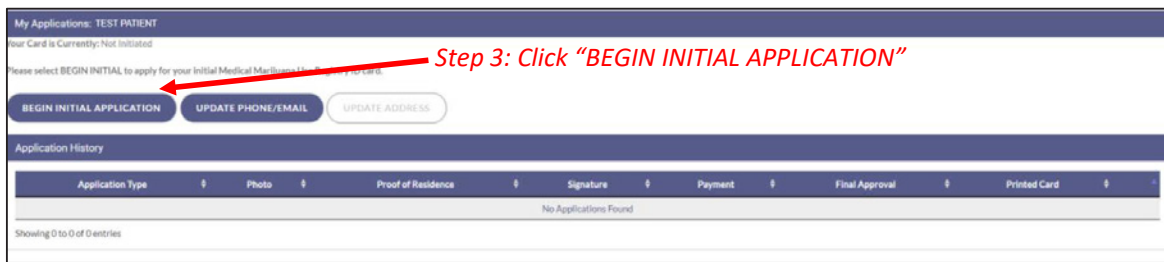 My Applications: TEST PATIENT
Your Card is Currently: Not Initiated
Step 3: Click “BEGIN INITIAL APPLICATION”
Please select BEGIN INITIAL to apply for your initial Medical Marijuana Use Registry ID card.
BEGIN INITIAL APPLICATION UPDATE PHONE/EMAIL UPDATE ADDRESS
Application History
Application Type Photo Proof of Residence Signature Payment Final Approval Printed Card
No Applications Found
Showing 0 to 0 of 0 entries